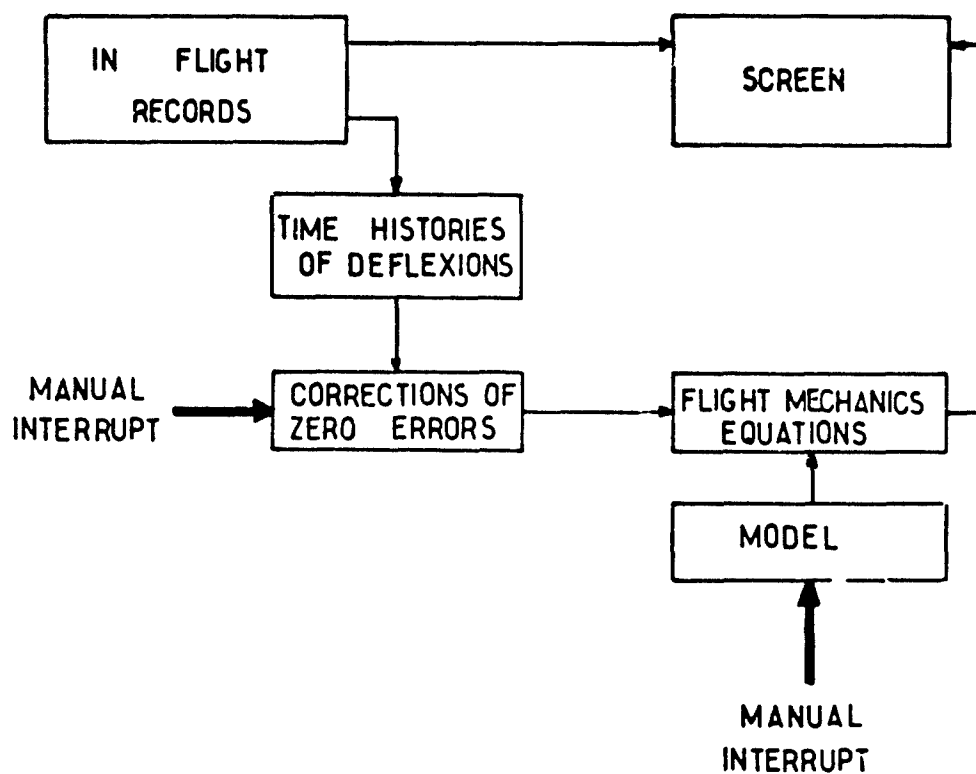 IN FLIGHT
RECORDS
SCREEN
TIME HISTORIES
OF DEFLEXIONS
MANUAL
INTERRUPT
CORRECTIONS OF
ZERO ERRORS
FLIGHT MECHANICS
EQUATIONS
MODEL
MANUAL
INTERRUPT